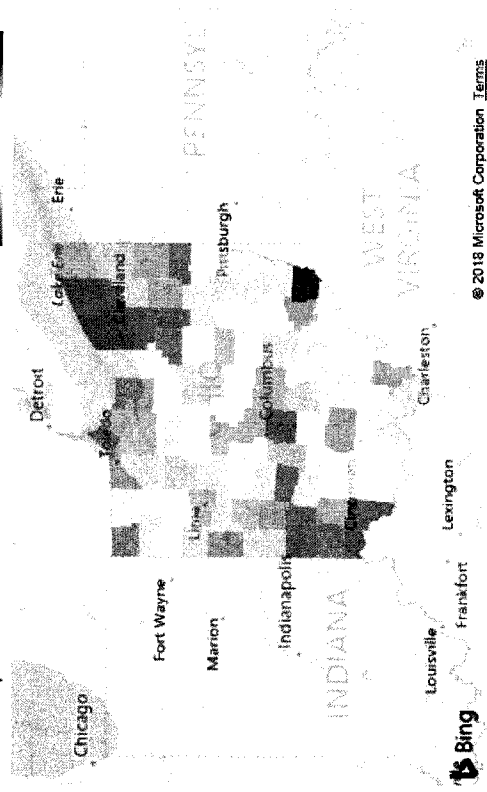 Chicago
Detroit
Toledo
Lake Erie
Erie
Cleveland
PENNSYL
Fort Wayne
Lima
Marion
Pittsburgh
Columbus
Indianapolis
INDIANA
WEST
VIRGINIA
Charleston
Louisville
Frankfort
Lexington
Bing
© 2018 Microsoft Corporation Terms